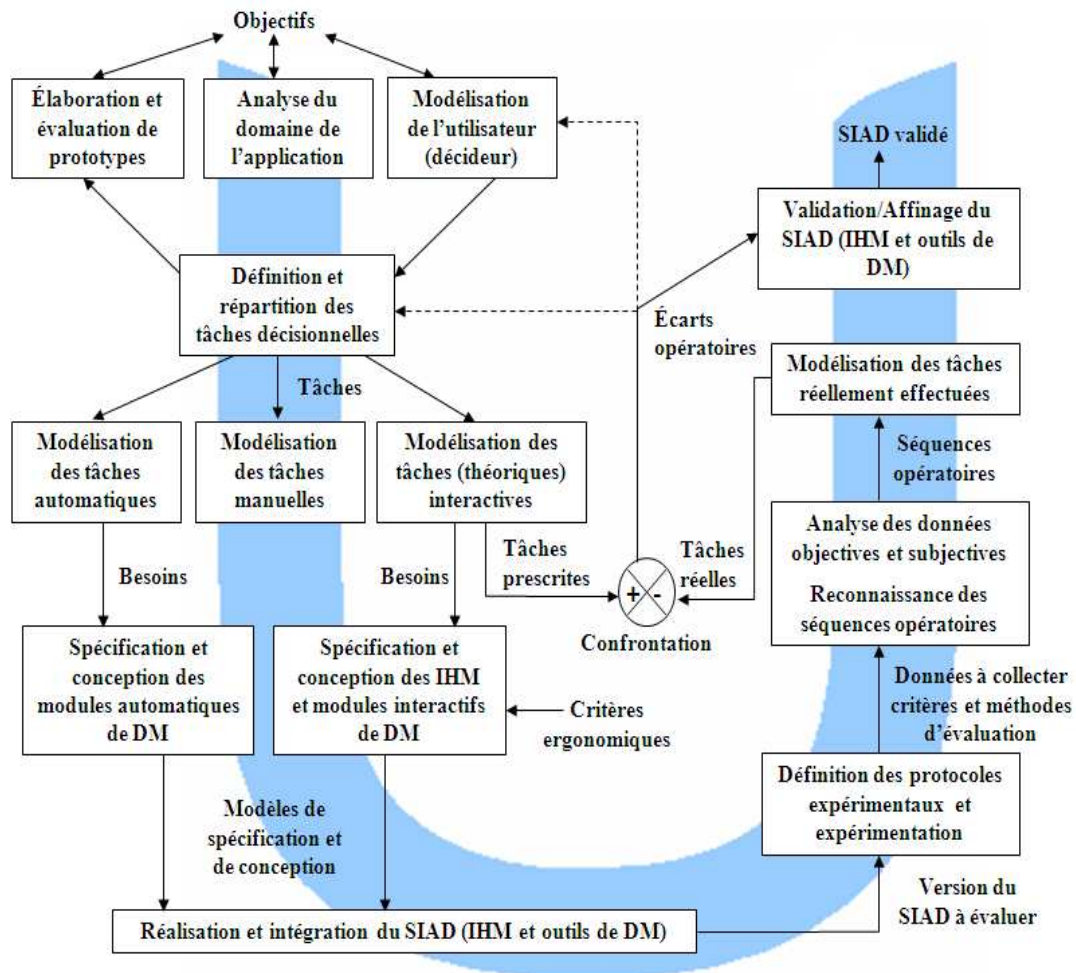 Objectifs
Élaboration et
évaluation de
prototypes
Analyse du
domaine de
l'application
Modélisation
de l'utilisateur
(décideur)
SIAD validé
Validation/Affinage du
SIAD (IHM et outils de
DM)
Définition et
répartition des
tâches décisionnelles
Écarts
opératoires
Modélisation des tâches
réellement effectuées
Tâches
Modélisation
des tâches
automatiques
Modélisation
des tâches
manuelles
Modélisation des
tâches (théoriques)
interactives
Séquences
opératoires
Analyse des données
objectives et subjectives
Reconnaissance des
séquences opératoires
Besoins
Besoins
Tâches
prescrites
Tâches
réelles
+ -
Confrontation
Spécification et
conception des
modules automatiques
de DM
Spécification et
conception des IHM
et modules interactifs
de DM
Critères
ergonomiques
Données à collecter
critères et méthodes
d'évaluation
Définition des protocoles
expérimentaux et
expérimentation
Modèles de
spécification et
de conception
Version du
SIAD à évaluer
Réalisation et intégration du SIAD (IHM et outils de DM)